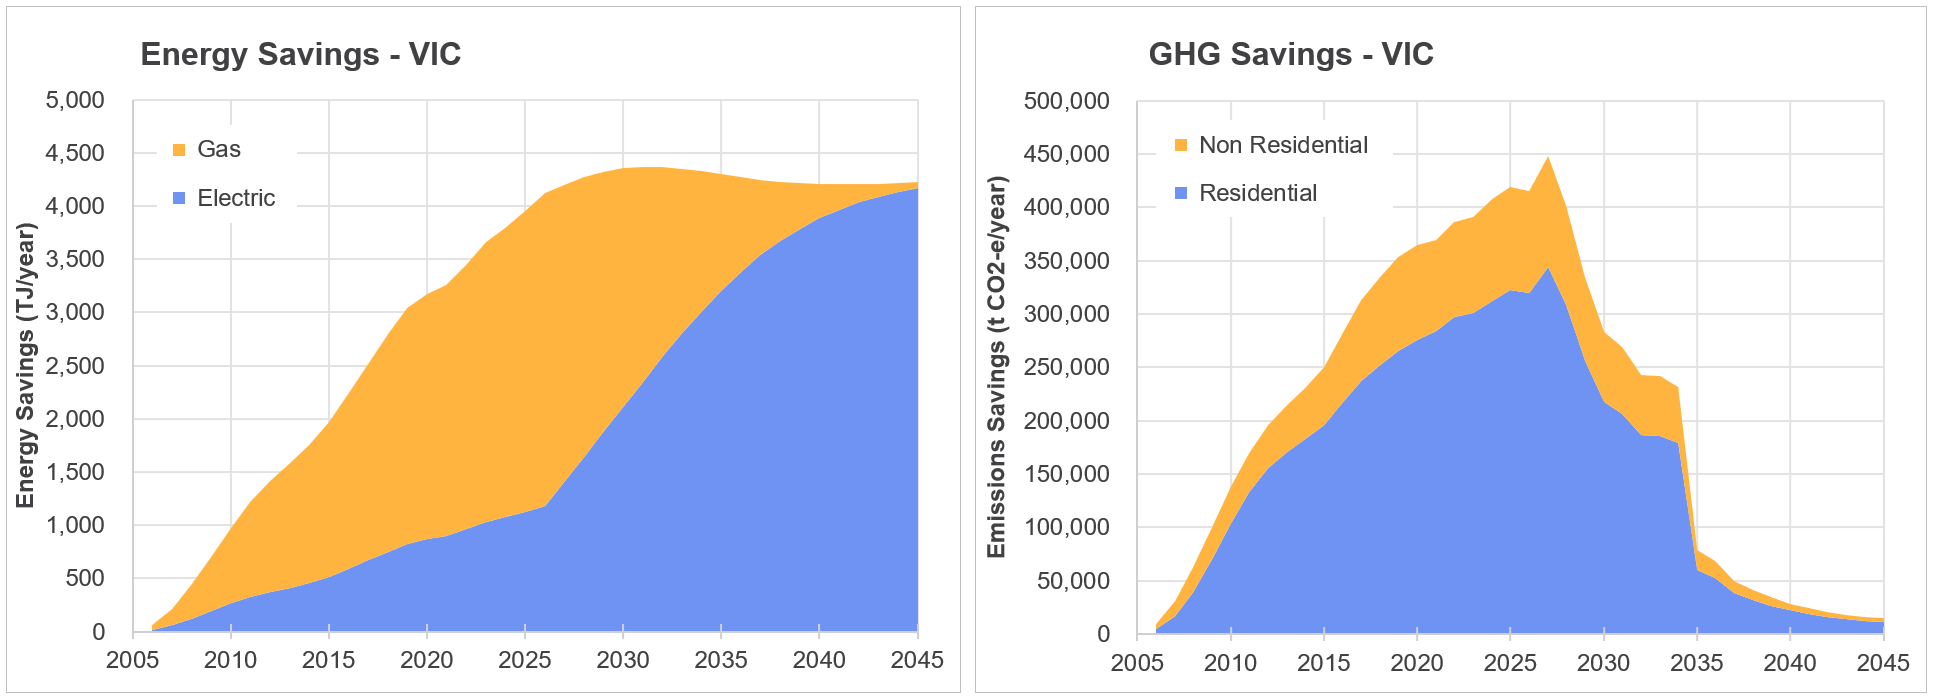 Energy Savings - VIC
5,000
4,500
4,000
3,500
3,000
2,500
2,000
1,500
1,000
500
0
Gas
Electric
Energy Savings (TJ/year)
2005 2010 2015 2020 2025 2030 2035 2040 2045
GHG Savings - VIC
500,000
450,000
400,000
350,000
300,000
250,000
200,000
150,000
100,000
50,000
0
Non Residential
Residential
Emissions Savings (t CO2-e/year)
2005 2010 2015 2020 2025 2030 2035 2040 2045